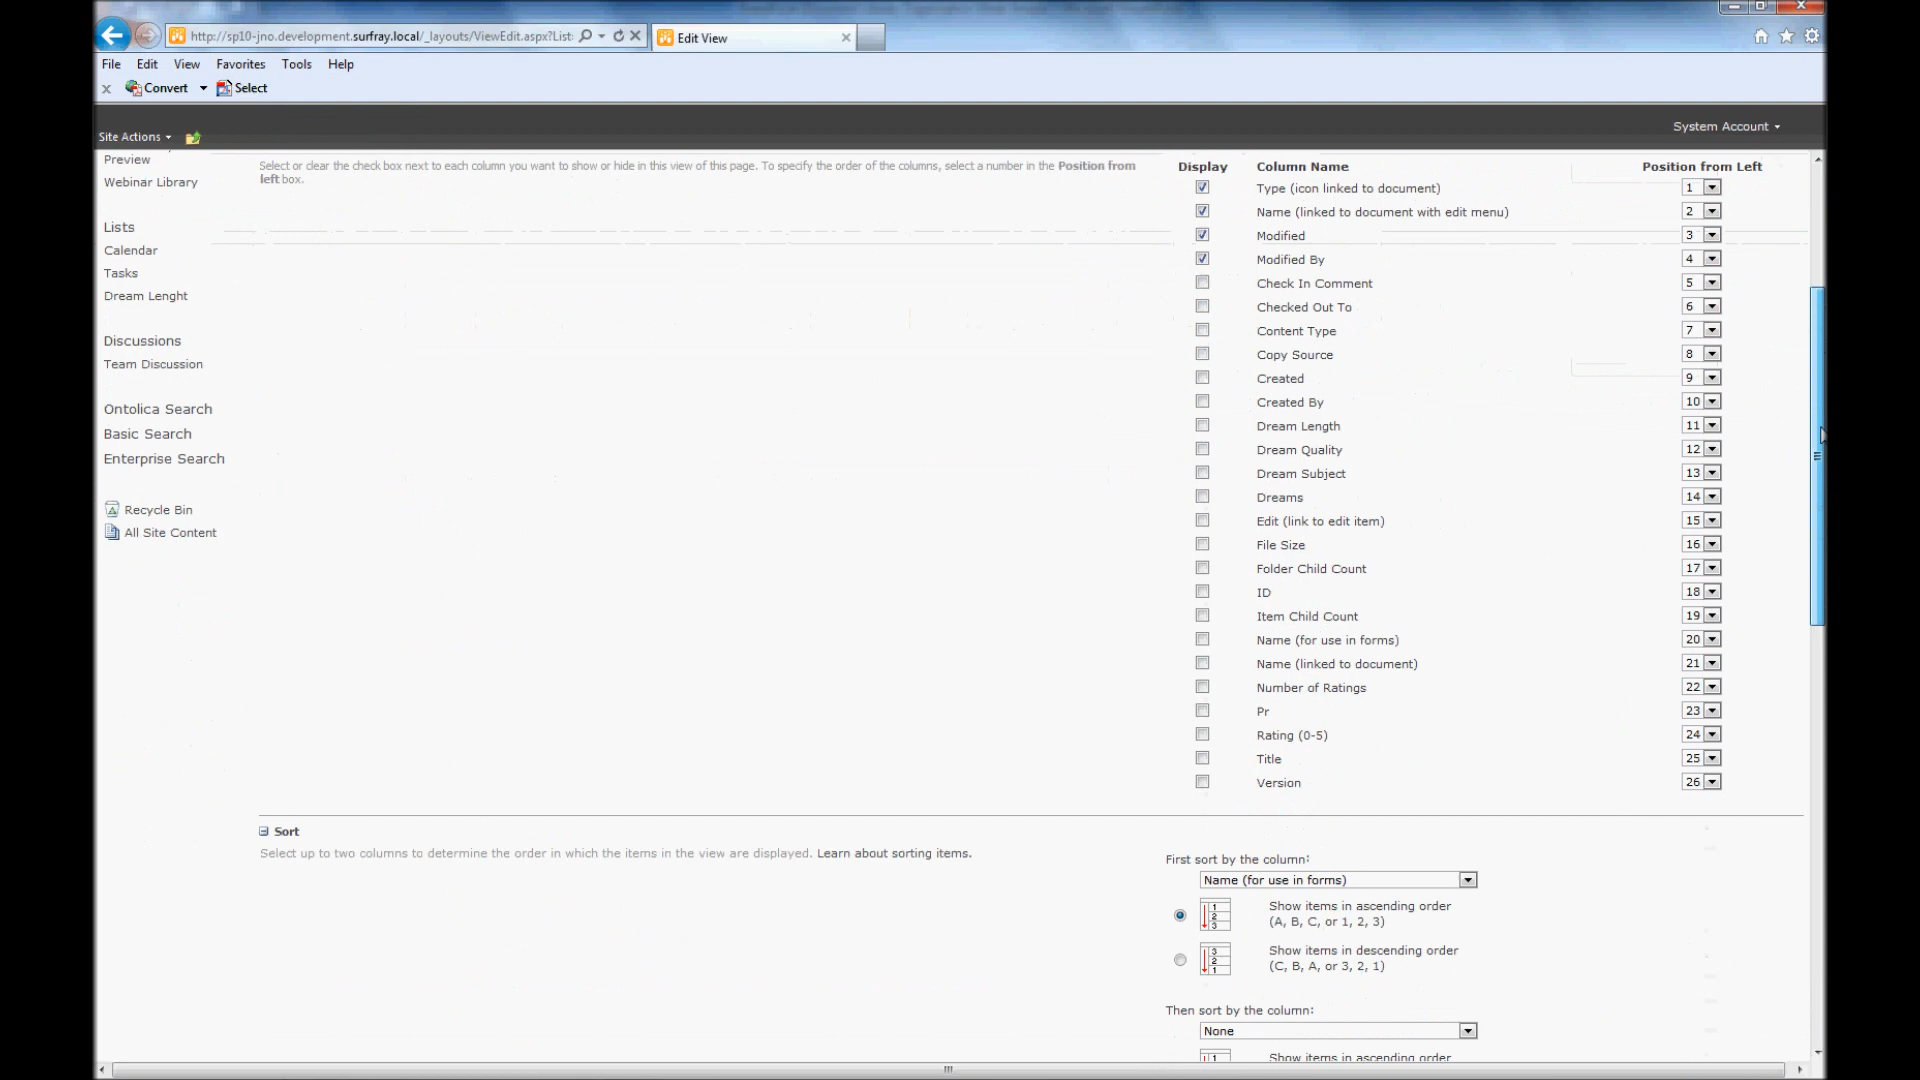 http://sp10-jno.development.surfray.local/_layouts/ViewEdit.aspx?List
Edit View
File Edit View Favorites Tools Help
x Convert Select
Site Actions
System Account
Preview
Webinar Library
Lists
Calendar
Tasks
Dream Lenght
Discussions
Team Discussion
Ontolica Search
Basic Search
Enterprise Search
Recycle Bin
All Site Content
Select or clear the check box next to each column you want to show or hide in this view of this page. To specify the order of the columns, select a number in the Position from
left box.
Display Column Name Position from Left
Type (icon linked to document) 1
Name (linked to document with edit menu) 2
Modified 3
Modified By 4
Check In Comment 5
Checked Out To 6
Content Type 7
Copy Source 8
Created 9
Created By 10
Dream Length 11
Dream Quality 12
Dream Subject 13
Dreams 14
Edit (link to edit item) 15
File Size 16
Folder Child Count 17
ID 18
Item Child Count 19
Name (for use in forms) 20
Name (linked to document) 21
Number of Ratings 22
Pr 23
Rating (0-5) 24
Title 25
Version 26
Sort
Select up to two columns to determine the order in which the items in the view are displayed. Learn about sorting items.
First sort by the column:
Name (for use in forms)
Show items in ascending order
(A, B, C, or 1, 2, 3)
Show items in descending order
(C, B, A, or 3, 2, 1)
Then sort by the column:
None
Show items in ascending order